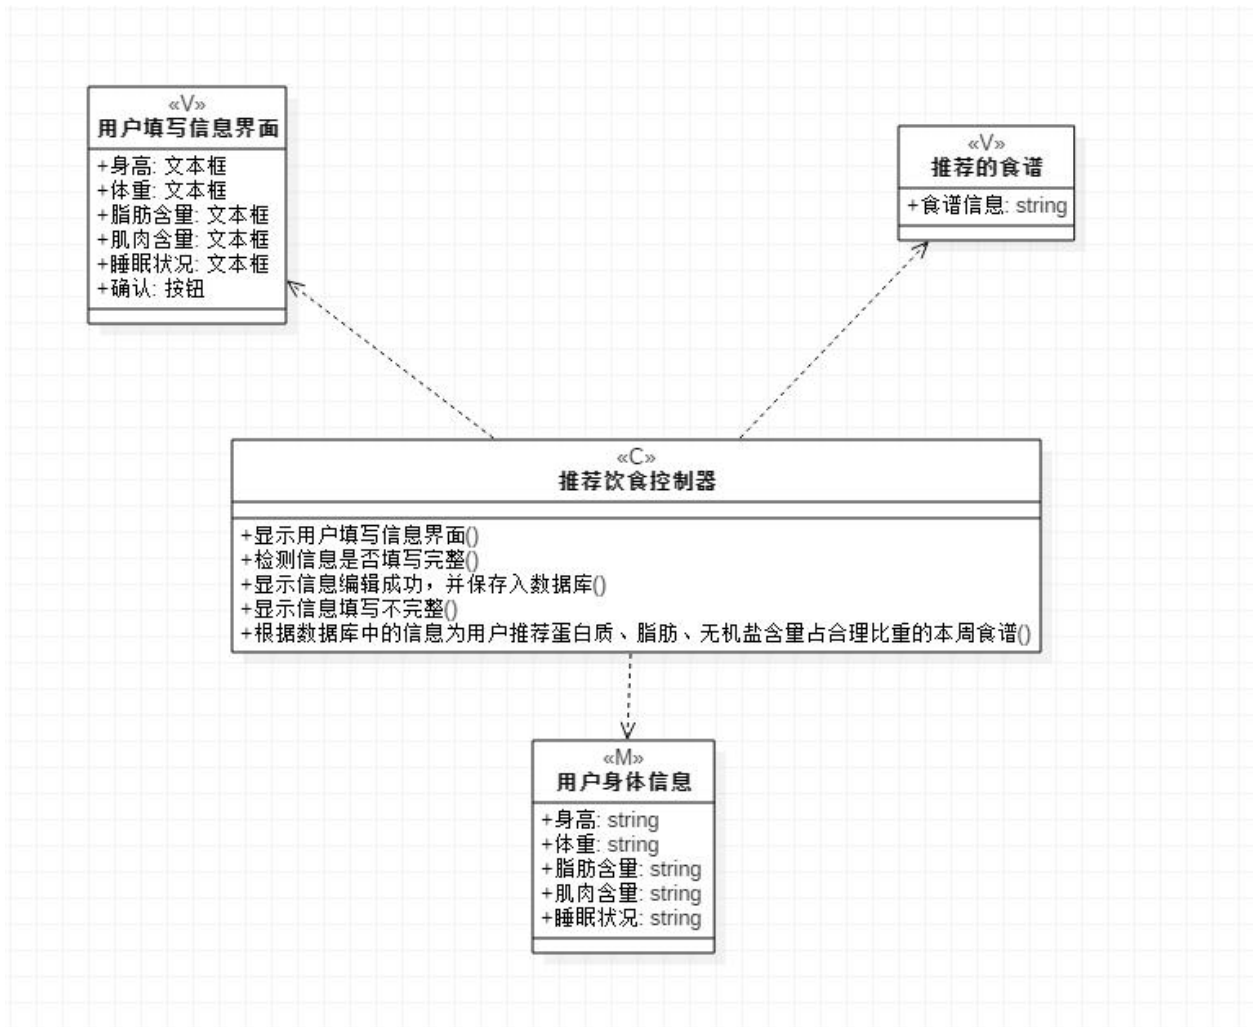 «V»
用户填写信息界面
+身高: 文本框
+体重: 文本框
+脂肪含量: 文本框
+肌肉含量: 文本框
+睡眠状况: 文本框
+确认: 按钮
«V»
推荐的食谱
+食谱信息: string
«C»
推荐饮食控制器
+显示用户填写信息界面()
+检测信息是否填写完整()
+显示信息编辑成功，并保存入数据库()
+显示信息填写不完整()
+根据数据库中的信息为用户推荐蛋白质、脂肪、无机盐含量占合理比重的本周食谱()
«M»
用户身体信息
+身高: string
+体重: string
+脂肪含量: string
+肌肉含量: string
+睡眠状况: string